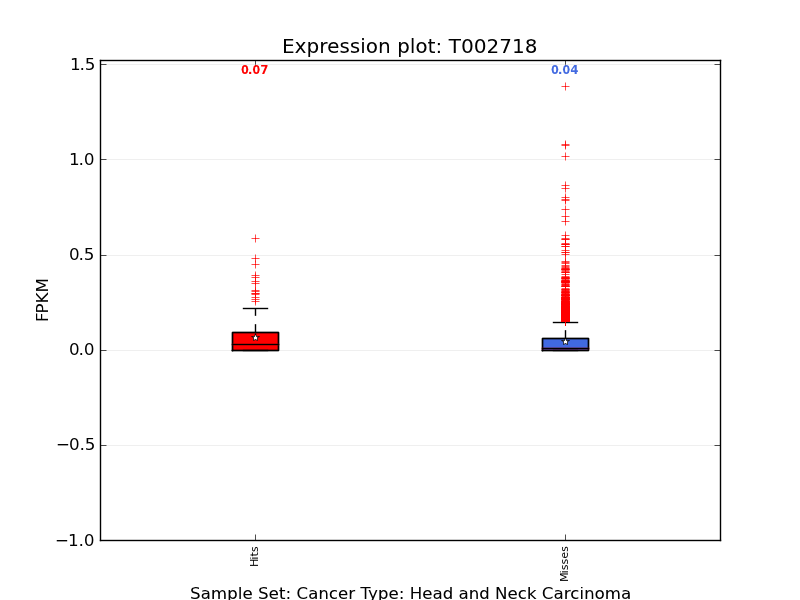 Expression plot: T002718
1.5
0.07
0.04
1.0
0.5
FPKM
0.0
−0.5
−1.0
Hits
Misses
Sample Set: Cancer Type: Head and Neck Carcinoma